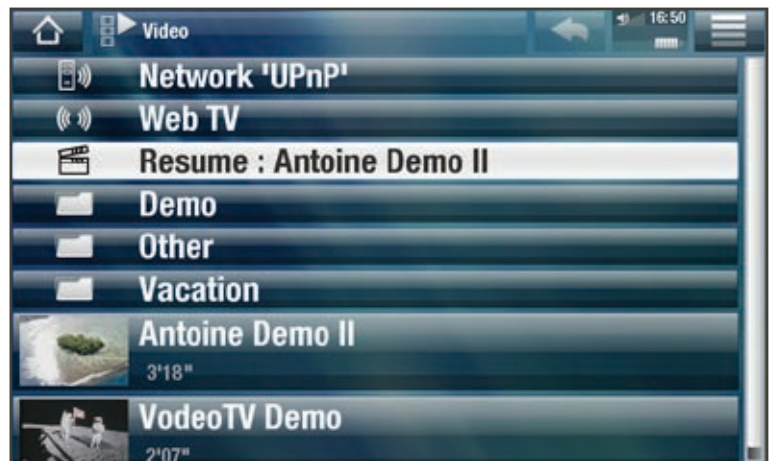 Video
16:50
Network 'UPnP'
Web TV
Resume : Antoine Demo II
Demo
Other
Vacation
Antoine Demo II
3'18"
VodeoTV Demo
2'07"